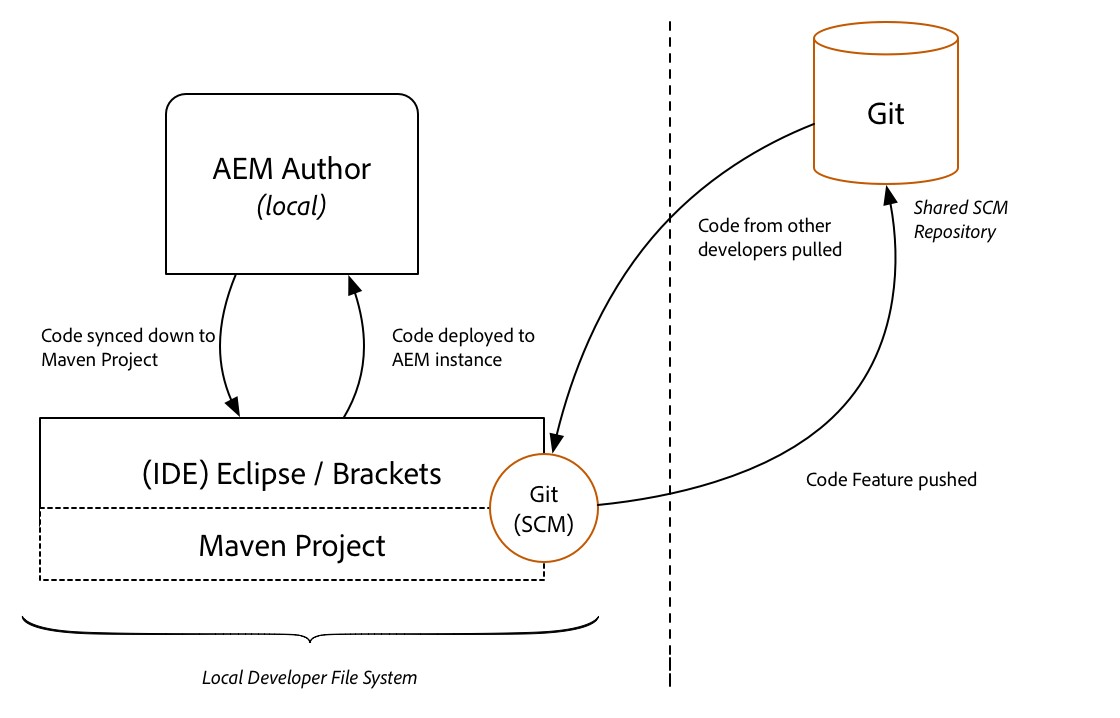 Git
AEM Author
(local)
Shared SCM
Repository
Code from other
developers pulled
Code synced down to
Maven Project
Code deployed to
AEM instance
(IDE) Eclipse / Brackets
Git
(SCM)
Code Feature pushed
Maven Project
Local Developer File System